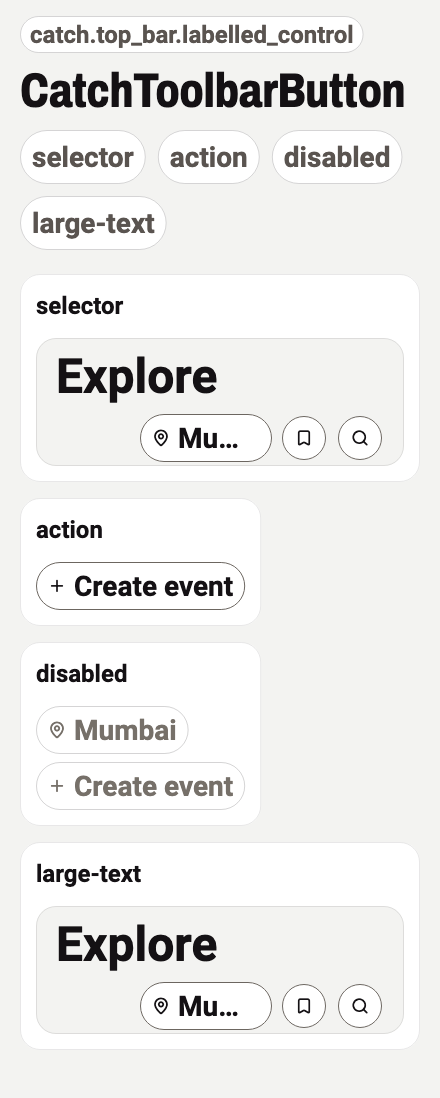 catch.top_bar.labelled_control
CatchToolbarButton
selector action disabled
large-text
selector
Explore
Mu...
action
+ Create event
disabled
Mumbai
+ Create event
large-text
Explore
Mu...